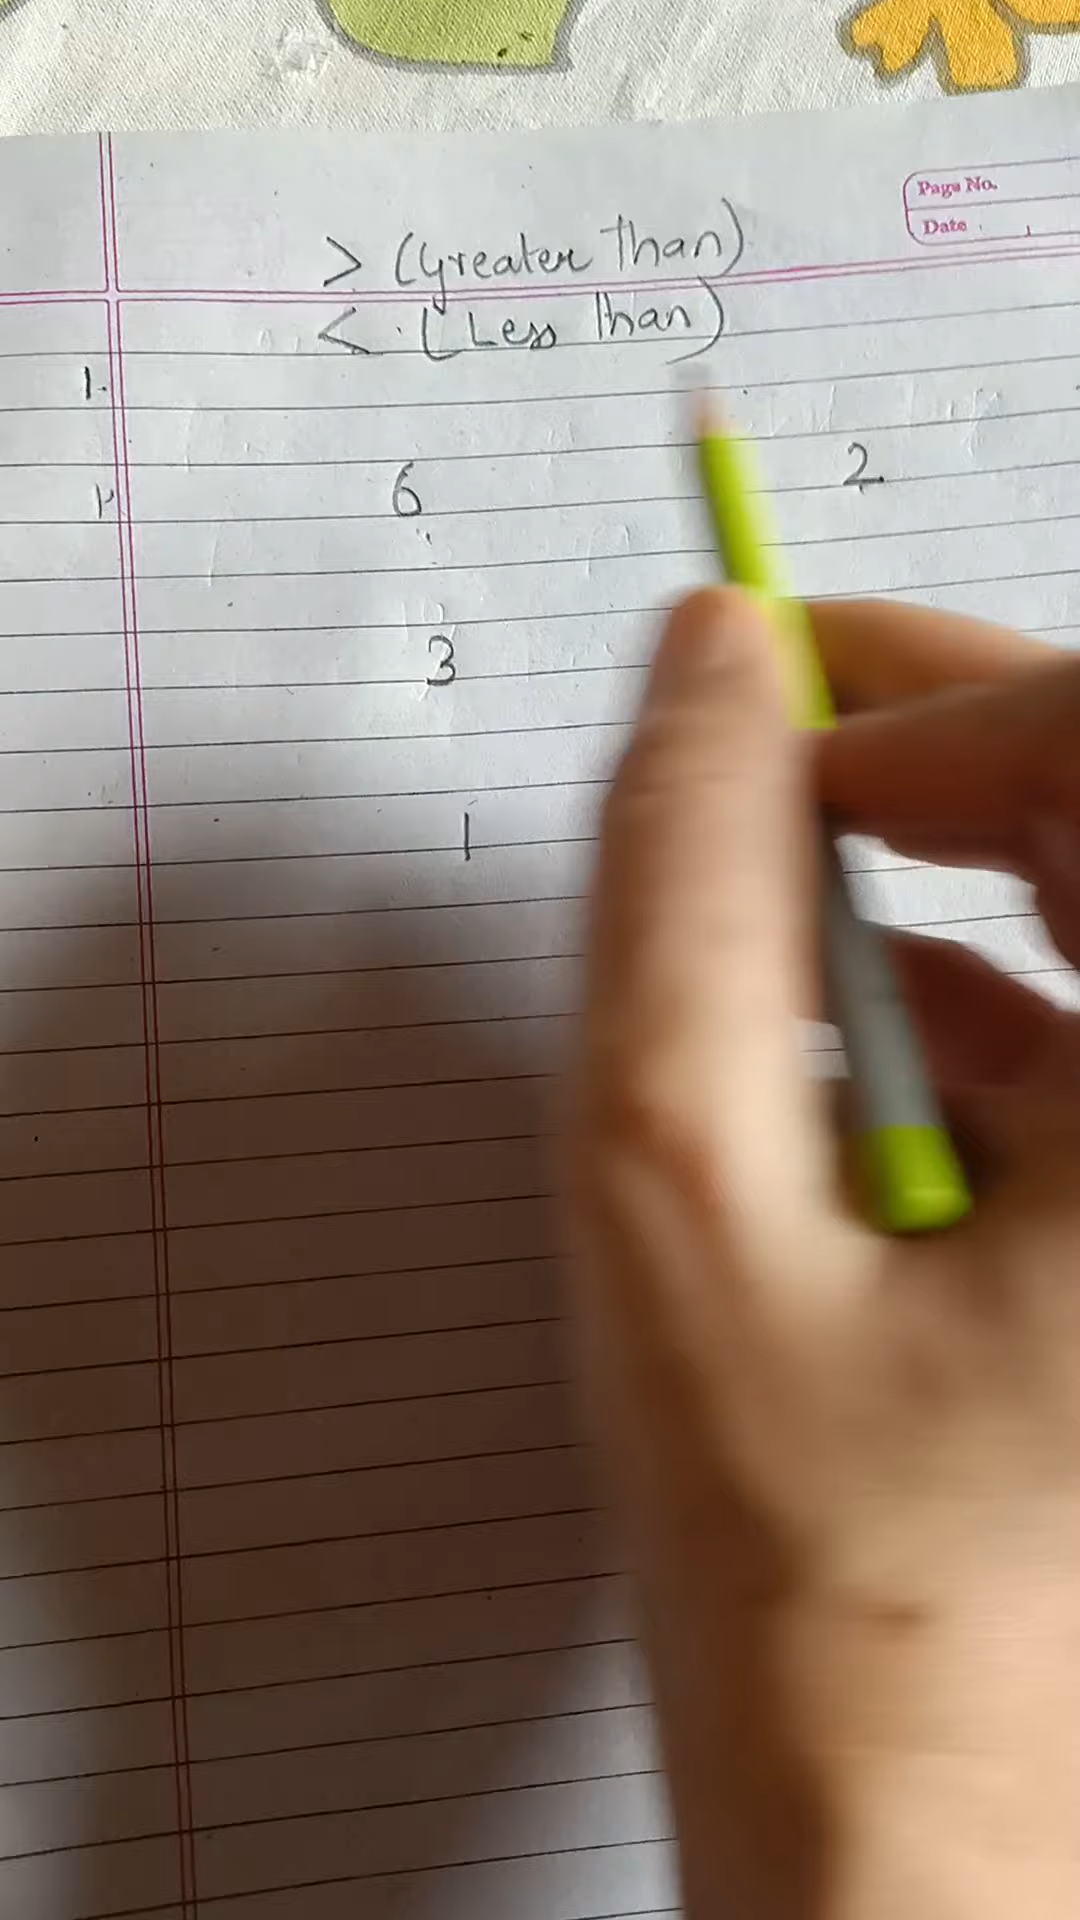 Page No.
Date
> (Greater Than)
< (Less Than)
1.
6 2
3
1